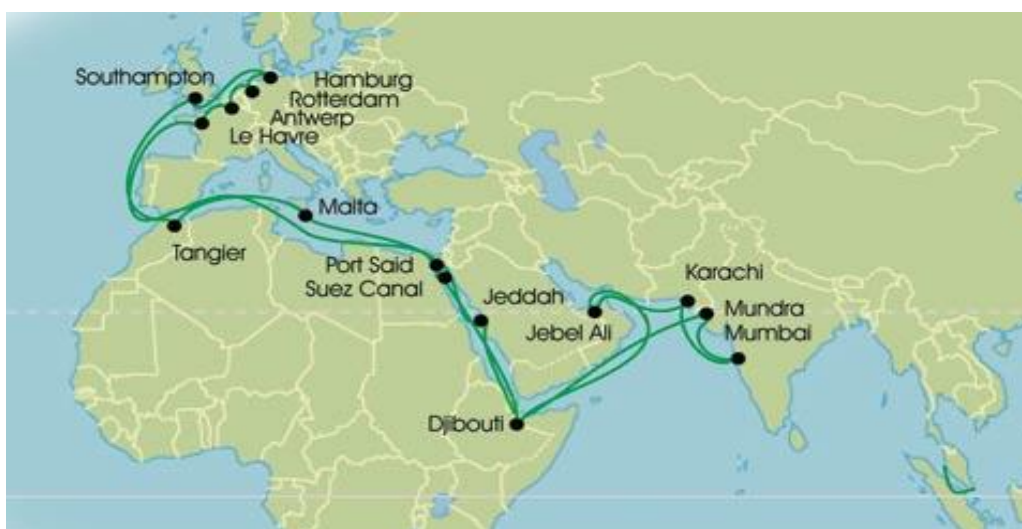 Southampton
Hamburg
Rotterdam
Antwerp
Le Havre
Malta
Tangier
Port Said
Suez Canal
Jeddah
Jebel Ali
Karachi
Mundra
Mumbai
Djibouti